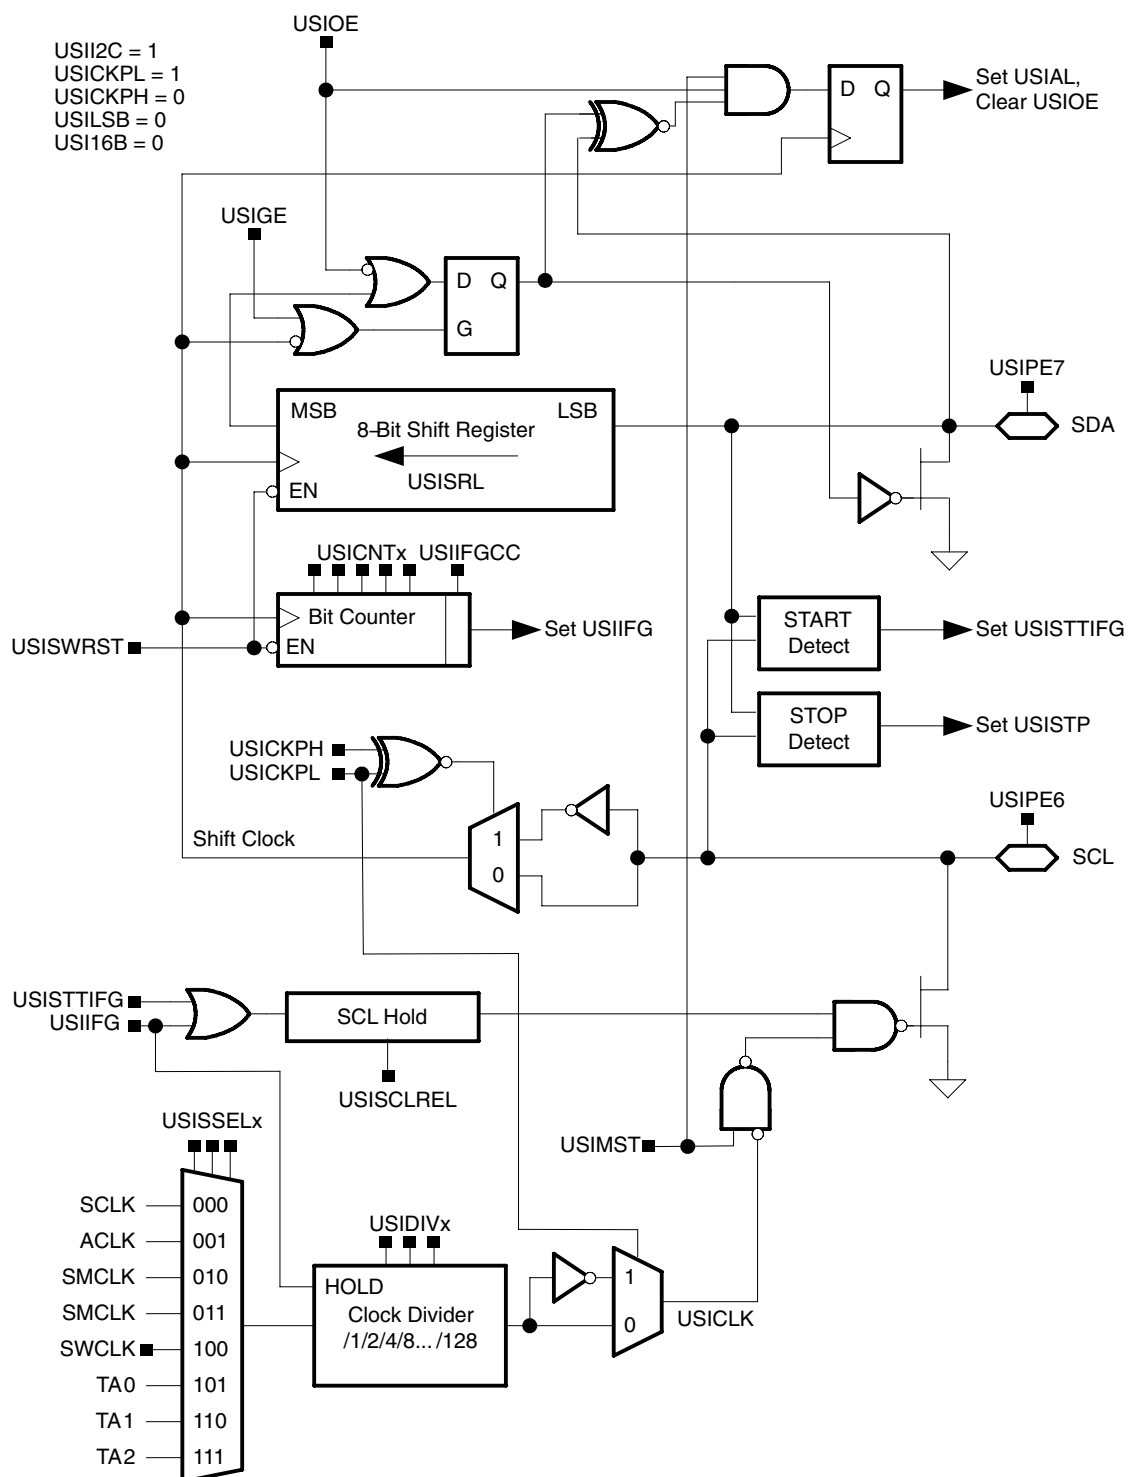 USIOE
USII2C = 1
USICKPL = 1
USICKPH = 0
USILSB = 0
USI16B = 0
D Q
Set USIAL,
Clear USIOE
USIGE
D Q
G
USIPE7
MSB
LSB
8–Bit Shift Register
USISRL
EN
SDA
USICNTx
USIIFGCC
Bit Counter
EN
USISWRST
Set USIIFG
START
Detect
Set USISTTIFG
STOP
Detect
Set USISTP
USICKPH
USICKPL
USIPE6
Shift Clock
1
0
SCL
USISTTIFG
USIIFG
SCL Hold
USISCLREL
USISSELx
USIMST
SCLK
000
ACLK
001
SMCLK
010
SMCLK
011
SWCLK
100
TA0
101
TA1
110
TA2
111
USIDIVx
HOLD
Clock Divider
/1/2/4/8... /128
1
0
USICLK